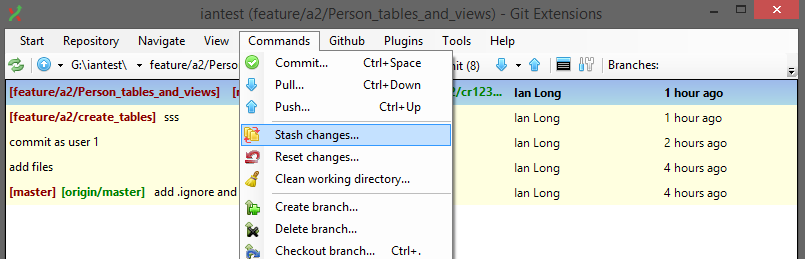 iantest (feature/a2/Person_tables_and_views) - Git Extensions
Start Repository Navigate View Commands Github Plugins Tools Help
G:\iantest\ feature/a2/Perso it (8) Branches:
Commit... Ctrl+Space
Pull... Ctrl+Down
Push... Ctrl+Up
Stash changes...
Reset changes...
Clean working directory...
Create branch...
Delete branch...
Checkout branch... Ctrl+.
[feature/a2/Person_tables_and_views] 2/cr123... Ian Long 1 hour ago
[feature/a2/create_tables] sss Ian Long 1 hour ago
commit as user 1 Ian Long 2 hours ago
add files Ian Long 4 hours ago
[master] [origin/master] add .ignore and Ian Long 4 hours ago